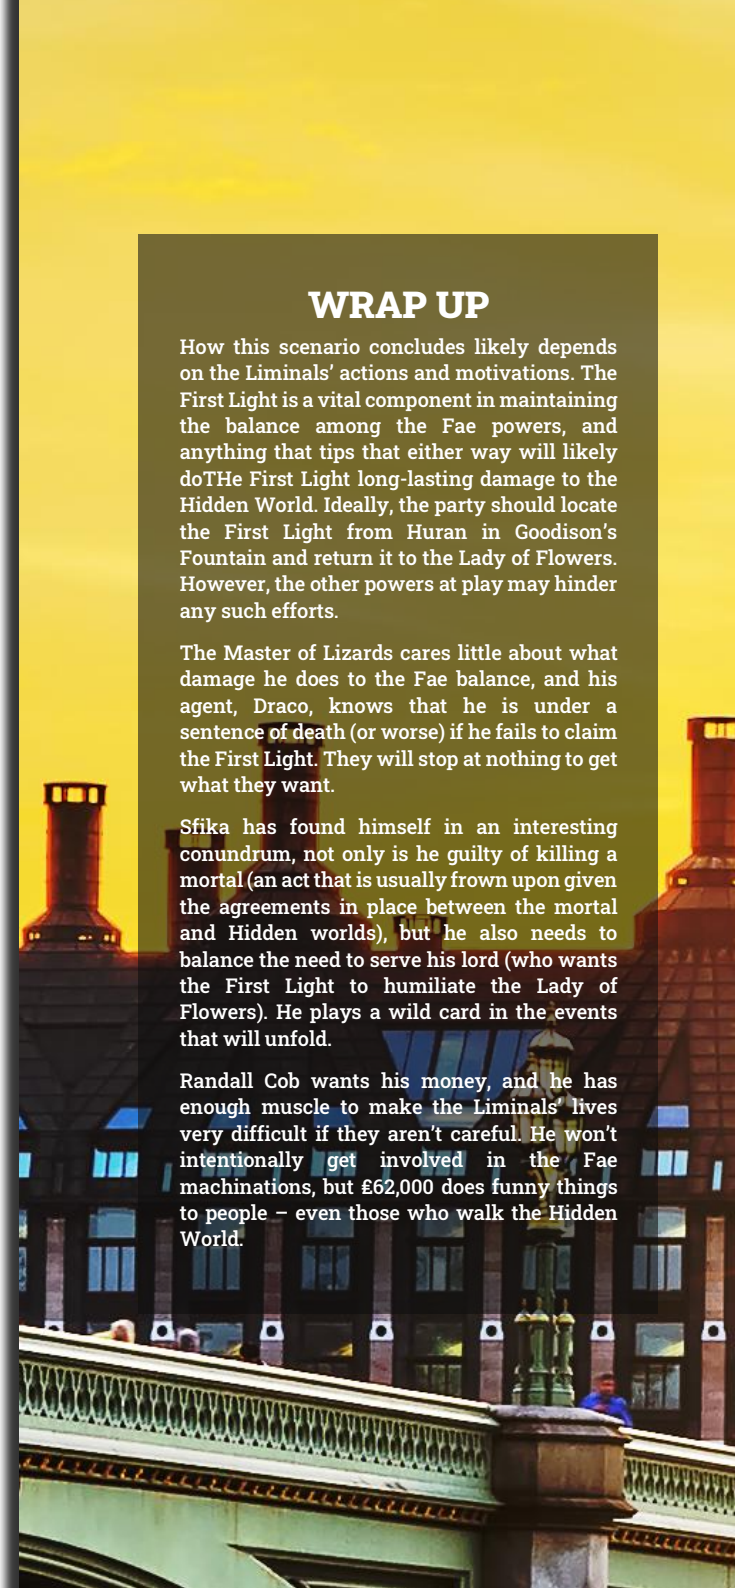 WRAP UP
How this scenario concludes likely depends
on the Liminals’ actions and motivations. The
First Light is a vital component in maintaining
the balance among the Fae powers, and
anything that tips that either way will likely
doTHe First Light long-lasting damage to the
Hidden World. Ideally, the party should locate
the First Light from Huran in Goodison’s
Fountain and return it to the Lady of Flowers.
However, the other powers at play may hinder
any such efforts.
The Master of Lizards cares little about what
damage he does to the Fae balance, and his
agent, Draco, knows that he is under a
sentence of death (or worse) if he fails to claim
the First Light. They will stop at nothing to get
what they want.
Sfika has found himself in an interesting
conundrum, not only is he guilty of killing a
mortal (an act that is usually frown upon given
the agreements in place between the mortal
and Hidden worlds), but he also needs to
balance the need to serve his lord (who wants
the First Light to humiliate the Lady of
Flowers). He plays a wild card in the events
that will unfold.
Randall Cob wants his money, and he has
enough muscle to make the Liminals’ lives
very difficult if they aren’t careful. He won’t
intentionally get involved in the Fae
machinations, but ₤62,000 does funny things
to people – even those who walk the Hidden
World.